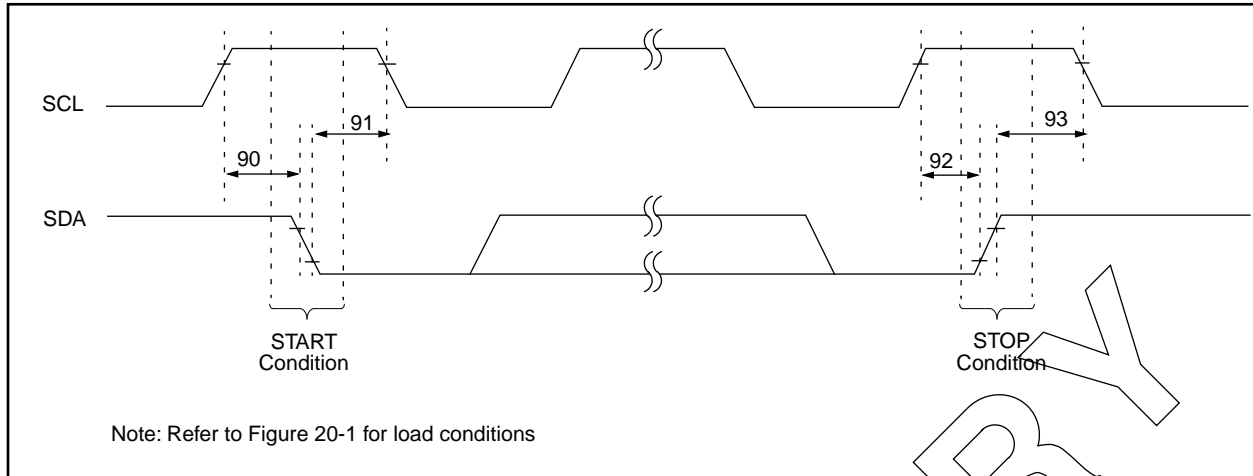 SCL
91
93
90
92
SDA
START
Condition
STOP
Condition
Note: Refer to Figure 20-1 for load conditions
R
Y